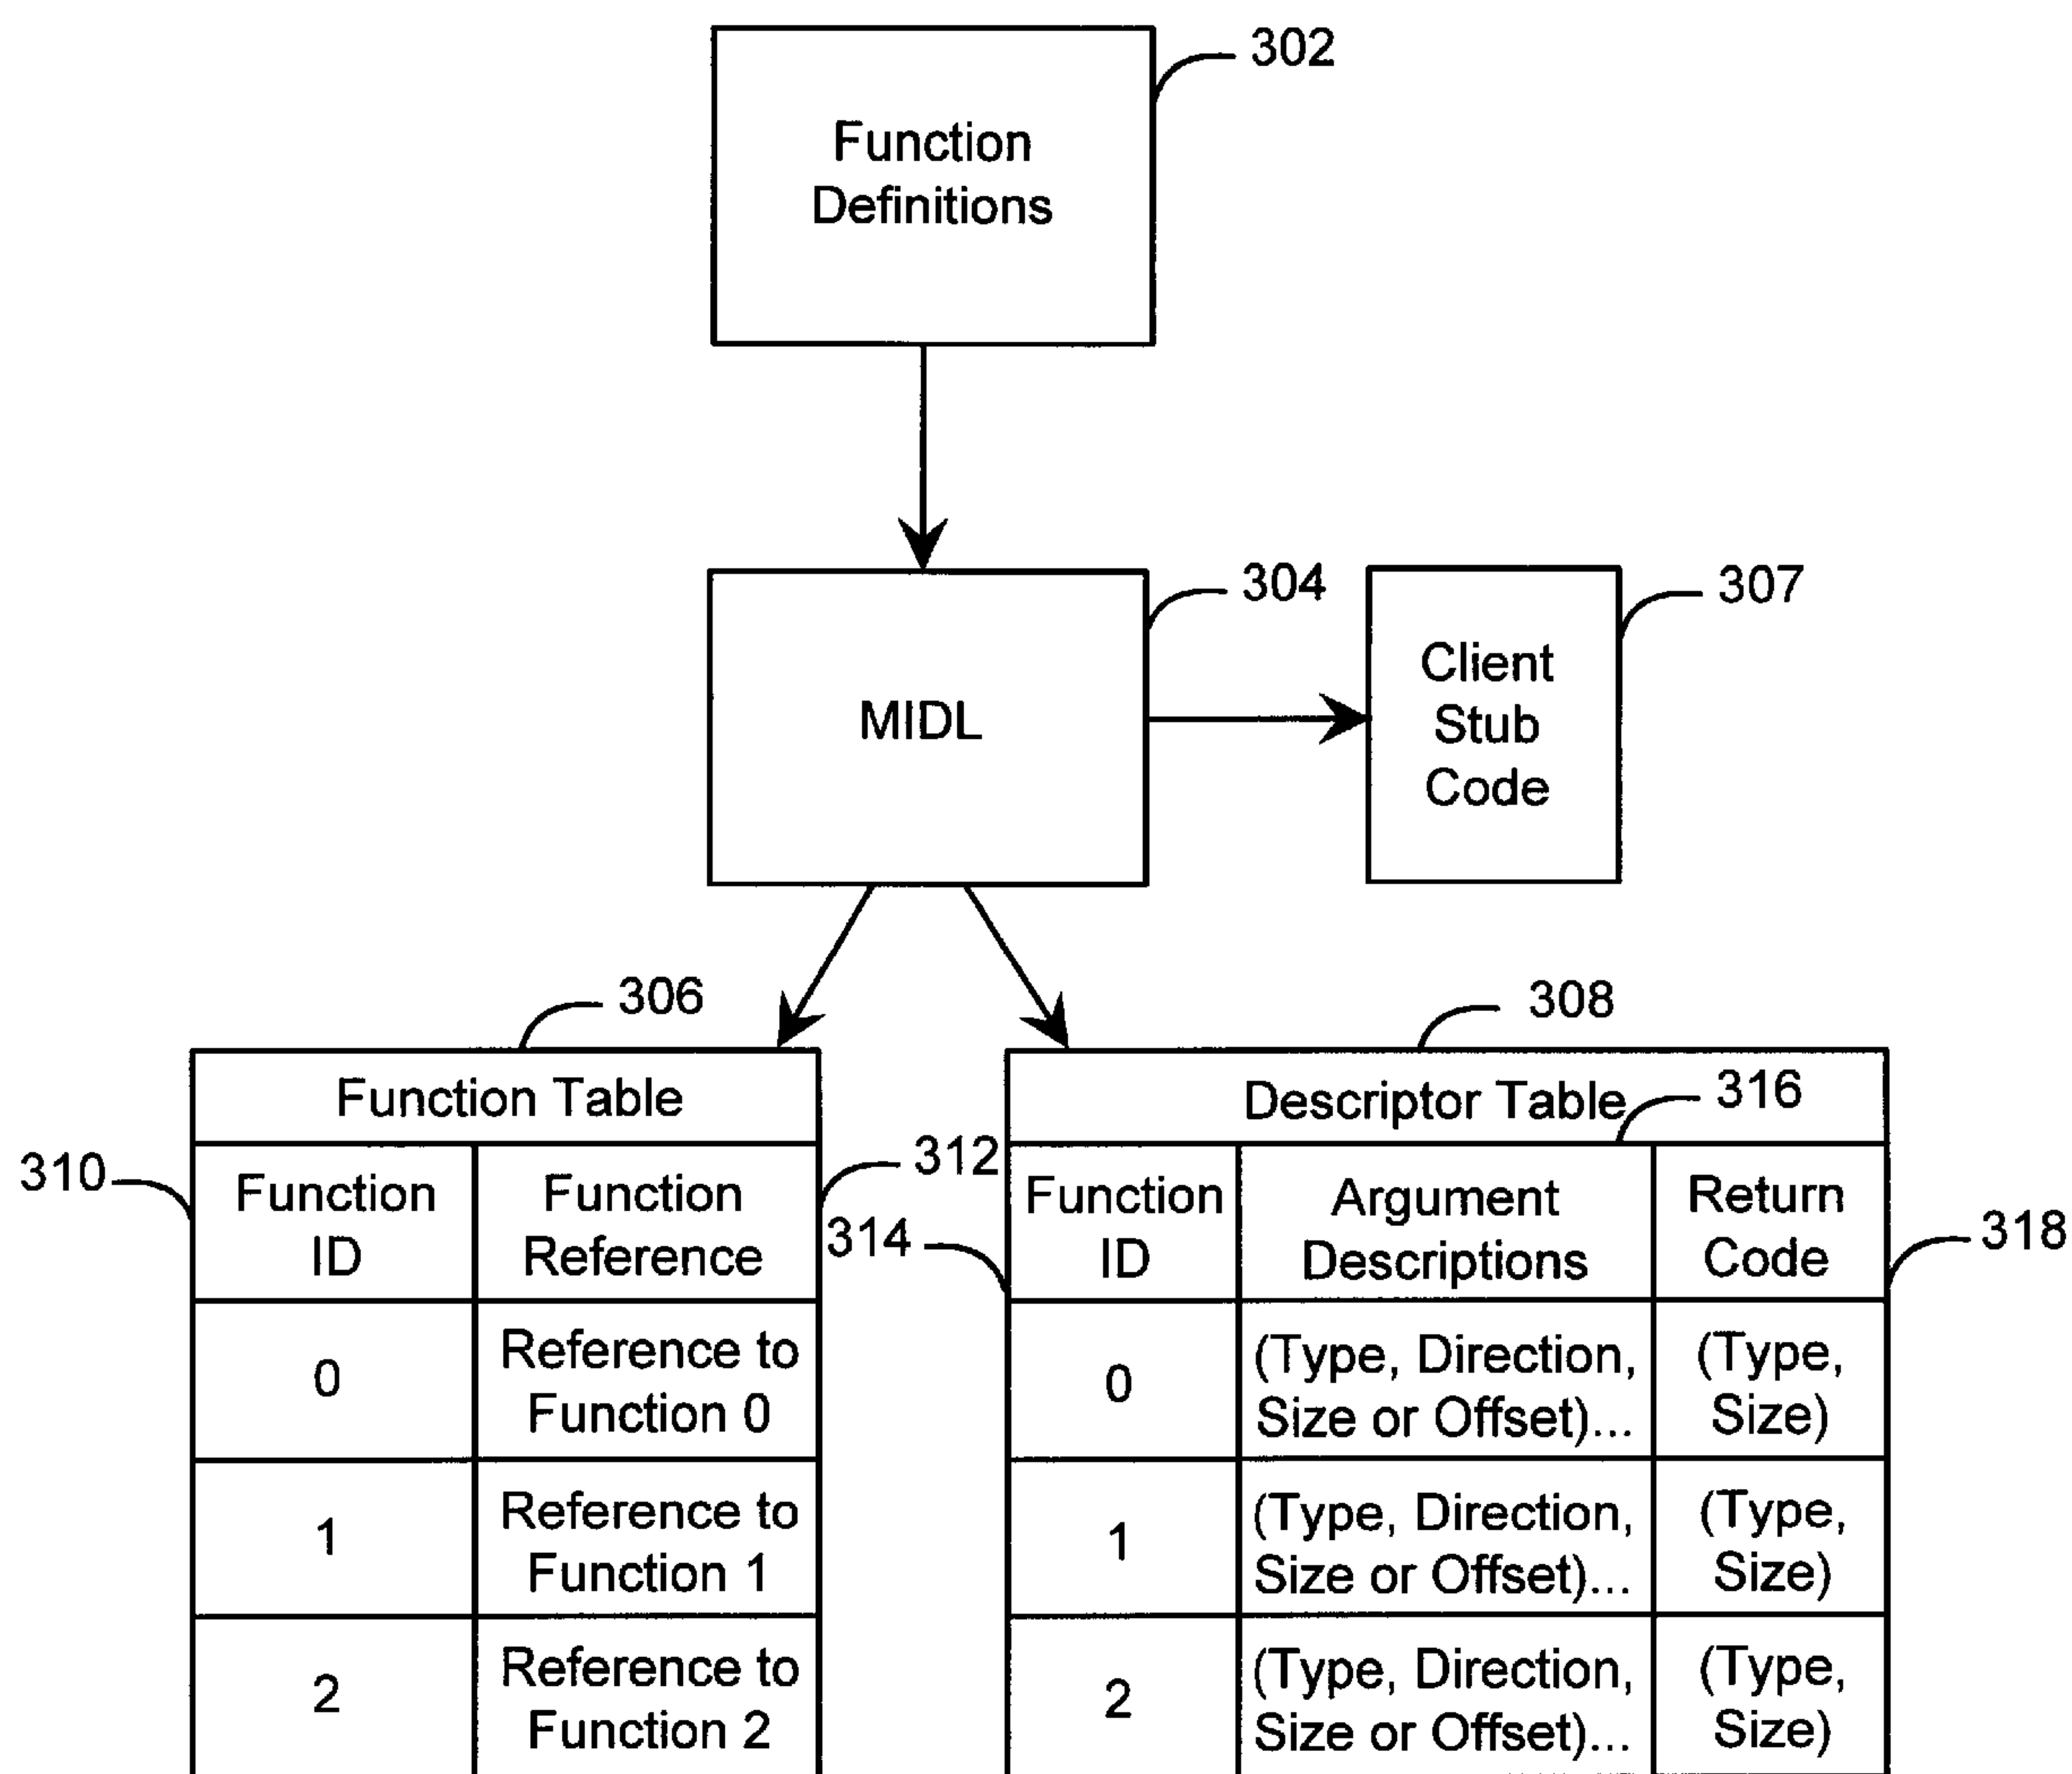 302
Function
Definitions
304
307
MIDL
Client
Stub
Code
306
308
Function Table
Descriptor Table
316
310
312
314
318
Function
ID
Function
Reference
Function
ID
Argument
Descriptions
Return
Code
0
Reference to
Function 0
0
(Type, Direction,
Size or Offset)...
(Type,
Size)
1
Reference to
Function 1
1
(Type, Direction,
Size or Offset)...
(Type,
Size)
2
Reference to
Function 2
2
(Type, Direction,
Size or Offset)...
(Type,
Size)